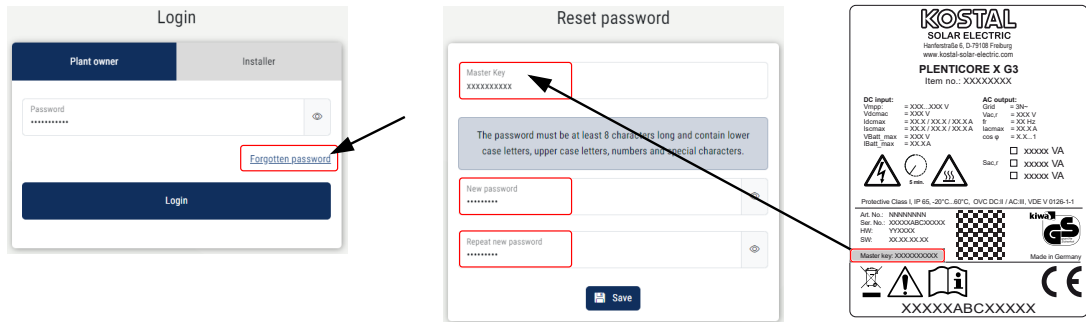 Login
Plant owner
Installer
Password
•••••••••••
Forgotten password
Login
Reset password
Master Key
XXXXXXXXXX
The password must be at least 8 characters long and contain lower
case letters, upper case letters, numbers and special characters.
New password
•••••••••
Repeat new password
•••••••••
Save
KOSTAL
SOLAR ELECTRIC
Hanferstraße 6, D-79108 Freiburg
www.kostal-solar-electric.com
PLENTICORE X G3
Item no.: XXXXXXXX
DC input:
Vmpp: = XXX...XXX V
Vdcmax = XXX V
Idcmax = XX.X / XX.X / XX.XA
Iscmax = XX.X / XX.X / XX.XA
VBatt_max = XXX V
IBatt_max = XX.XA
AC output:
Grid = 3N~
Vac,r = XXX V
fr = XX Hz
Iacmax = XX.XA
cos φ = X.X...1
☐ xxxxx VA
Sac,r ☐ xxxxx VA
☐ xxxxx VA
5 min.
Protective Class I, IP 65, -20°C...60°C, OVC DC:II / AC:III, VDE V 0126-1-1
Art. No.: NNNNNNNN
Ser. No.: XXXXXABCXXXXX
HW: YYXXXX
SW: XX.XX.XX.XX
Master key: XXXXXXXXXX
kiwa
GS
Made in Germany
CE
XXXXXABCXXXXX